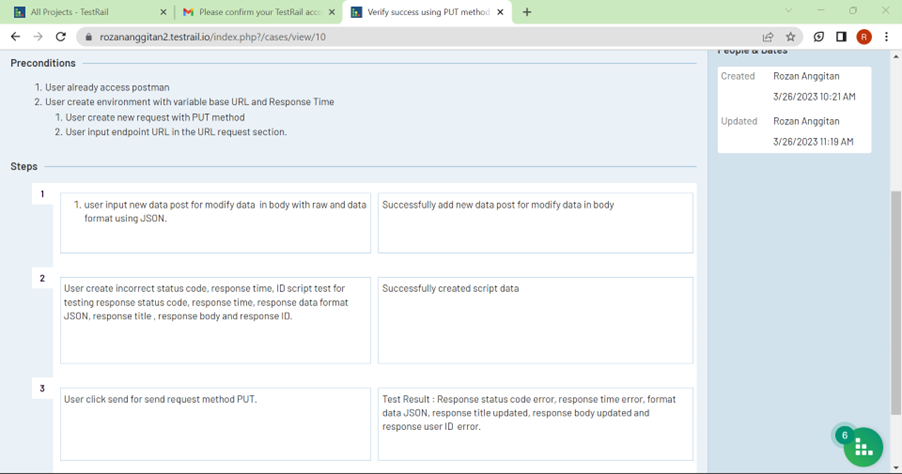 All Projects - TestRail
Please confirm your TestRail acc
Verify success using PUT method
rozananggitan2.testrail.io/index.php?/cases/view/10
R
People & Dates
Preconditions
1. User already access postman
2. User create environment with variable base URL and Response Time
1. User create new request with PUT method
2. User input endpoint URL in the URL request section.
Created Rozan Anggitan
3/26/2023 10:21 AM
Updated Rozan Anggitan
3/26/2023 11:19 AM
Steps
1
1. user input new data post for modify data in body with raw and data
format using JSON.
Successfully add new data post for modify data in body
2
User create incorrect status code, response time, ID script test for
testing response status code, response time, response data format
JSON, response title , response body and response ID.
Successfully created script data
3
User click send for send request method PUT.
Test Result : Response status code error, response time error, format
data JSON, response title updated, response body updated and
response user ID error.
6